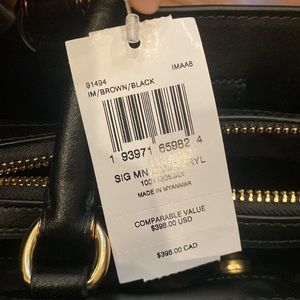 91494 IMAA8
IM/BROWN/BLACK
1 93971 65982 4
SIG MN
MADE IN MYANMAR
COMPARABLE VALUE
$398.00 USD
$398.00 CAD